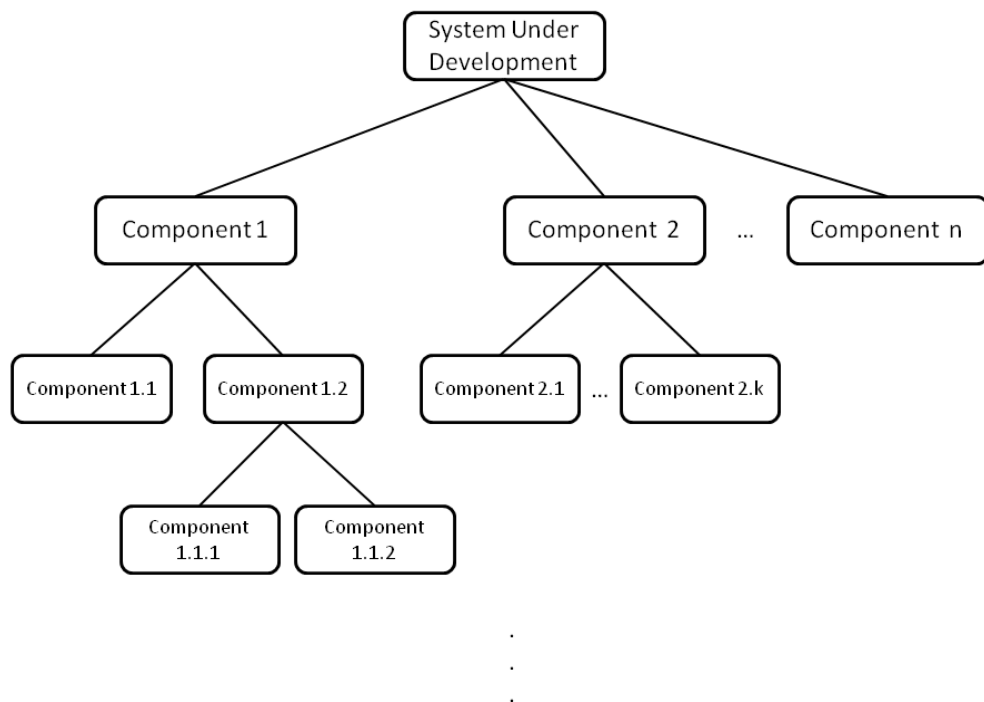 System Under
Development
Component 1
Component 2
...
Component n
Component 1.1
Component 1.2
Component 2.1
...
Component 2.k
Component
1.1.1
Component
1.1.2
.
.
.